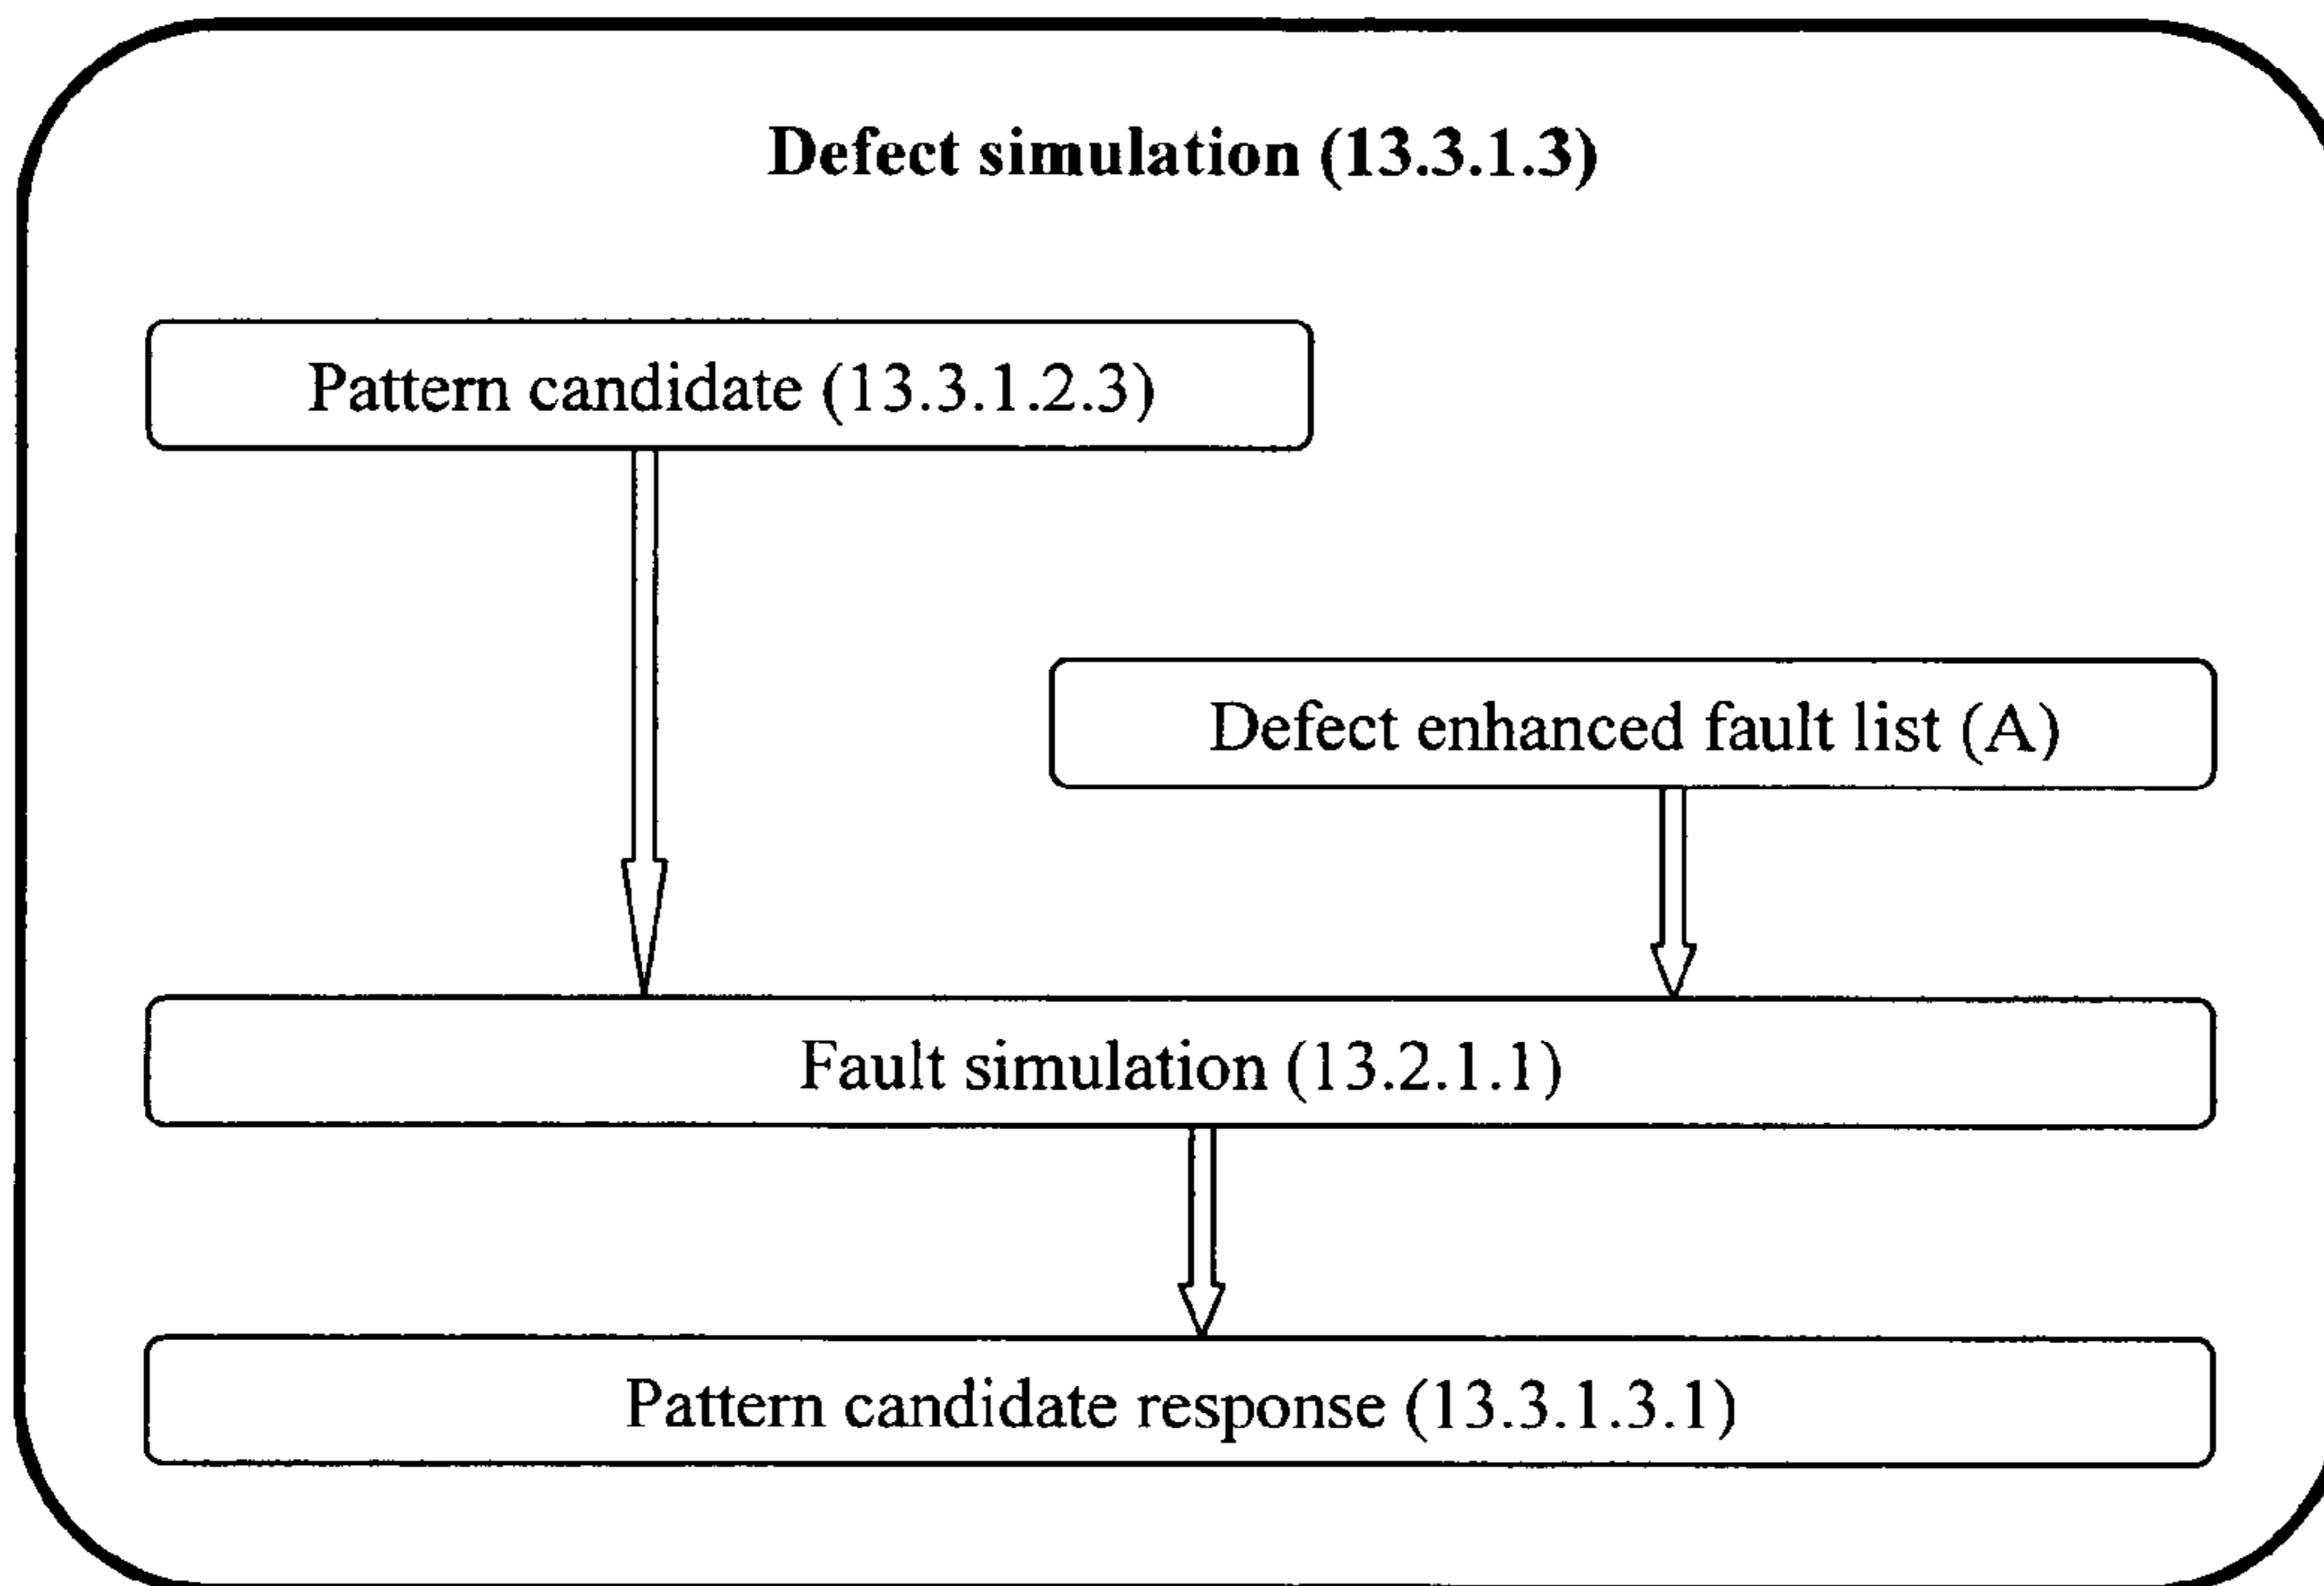 Defect simulation (13.3.1.3)
Pattern candidate (13.3.1.2.3)
Defect enhanced fault list (A)
Fault simulation (13.2.1.1)
Pattern candidate response (13.3.1.3.1)